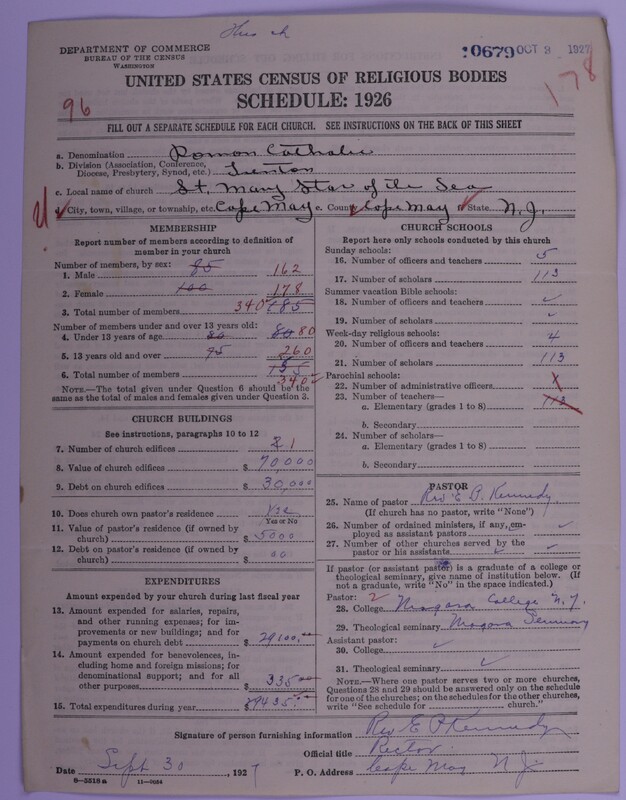 DEPARTMENT OF COMMERCE
BUREAU OF THE CENSUS
WASHINGTON
10679 OCT 3 1927
178
UNITED STATES CENSUS OF RELIGIOUS BODIES
SCHEDULE: 1926
96
FILL OUT A SEPARATE SCHEDULE FOR EACH CHURCH. SEE INSTRUCTIONS ON THE BACK OF THIS SHEET
a. Denomination Roman Catholic
b. Division (Association, Conference, Diocese, Presbytery, Synod, etc.) Trenton
c. Local name of church St. Mary Star of the Sea
d. City, town, village, or township, etc. Cape May e. County Cape May f. State N.J.
MEMBERSHIP
Report number of members according to definition of
member in your church
Number of members, by sex:
1. Male 85 162
2. Female 100 178
3. Total number of members 340 185
Number of members under and over 13 years old:
4. Under 13 years of age 80 80 80
5. 13 years old and over 95 260
6. Total number of members 340
NOTE.—The total given under Question 6 should be the
same as the total of males and females given under Question 3.
CHURCH BUILDINGS
See instructions, paragraphs 10 to 12
7. Number of church edifices 1
8. Value of church edifices $ 70,000
9. Debt on church edifices $ 30,000
10. Does church own pastor's residence Yes
Yes or No
11. Value of pastor's residence (if owned by
church) $ 5000
12. Debt on pastor's residence (if owned by
church) $ 00
EXPENDITURES
Amount expended by your church during last fiscal year
13. Amount expended for salaries, repairs,
and other running expenses; for im-
provements or new buildings; and for
payments on church debt $ 29100.00
14. Amount expended for benevolences, in-
cluding home and foreign missions; for
denominational support; and for all
other purposes $ 335.00
15. Total expenditures during year $ 29435.00
CHURCH SCHOOLS
Report here only schools conducted by this church
Sunday schools:
16. Number of officers and teachers 5
17. Number of scholars 113
Summer vacation Bible schools:
18. Number of officers and teachers ✓
19. Number of scholars ✓
Week-day religious schools:
20. Number of officers and teachers 4
21. Number of scholars 113
Parochial schools:
22. Number of administrative officers
23. Number of teachers—
a. Elementary (grades 1 to 8) 113
b. Secondary
24. Number of scholars—
a. Elementary (grades 1 to 8)
b. Secondary
PASTOR
25. Name of pastor Rev E P. Kennedy
(If church has no pastor, write "None")
26. Number of ordained ministers, if any, em-
ployed as assistant pastors ✓
27. Number of other churches served by the
pastor or his assistants ✓
If pastor (or assistant pastor) is a graduate of a college or
theological seminary, give name of institution below. (If
not a graduate, write "No" in the space indicated.)
Pastor: 2
28. College Niagara College N.Y.
29. Theological seminary Niagara Seminary
Assistant pastor:
30. College ✓
31. Theological seminary ✓
NOTE.—Where one pastor serves two or more churches,
Questions 28 and 29 should be answered only on the schedule
for one of the churches; on the schedules for the other churches,
write "See schedule for church."
Signature of person furnishing information Rev E P Kennedy
Official title Rector
Date Sept 30, 1927 P. O. Address Cape May N J
8—5518 a 11—9084